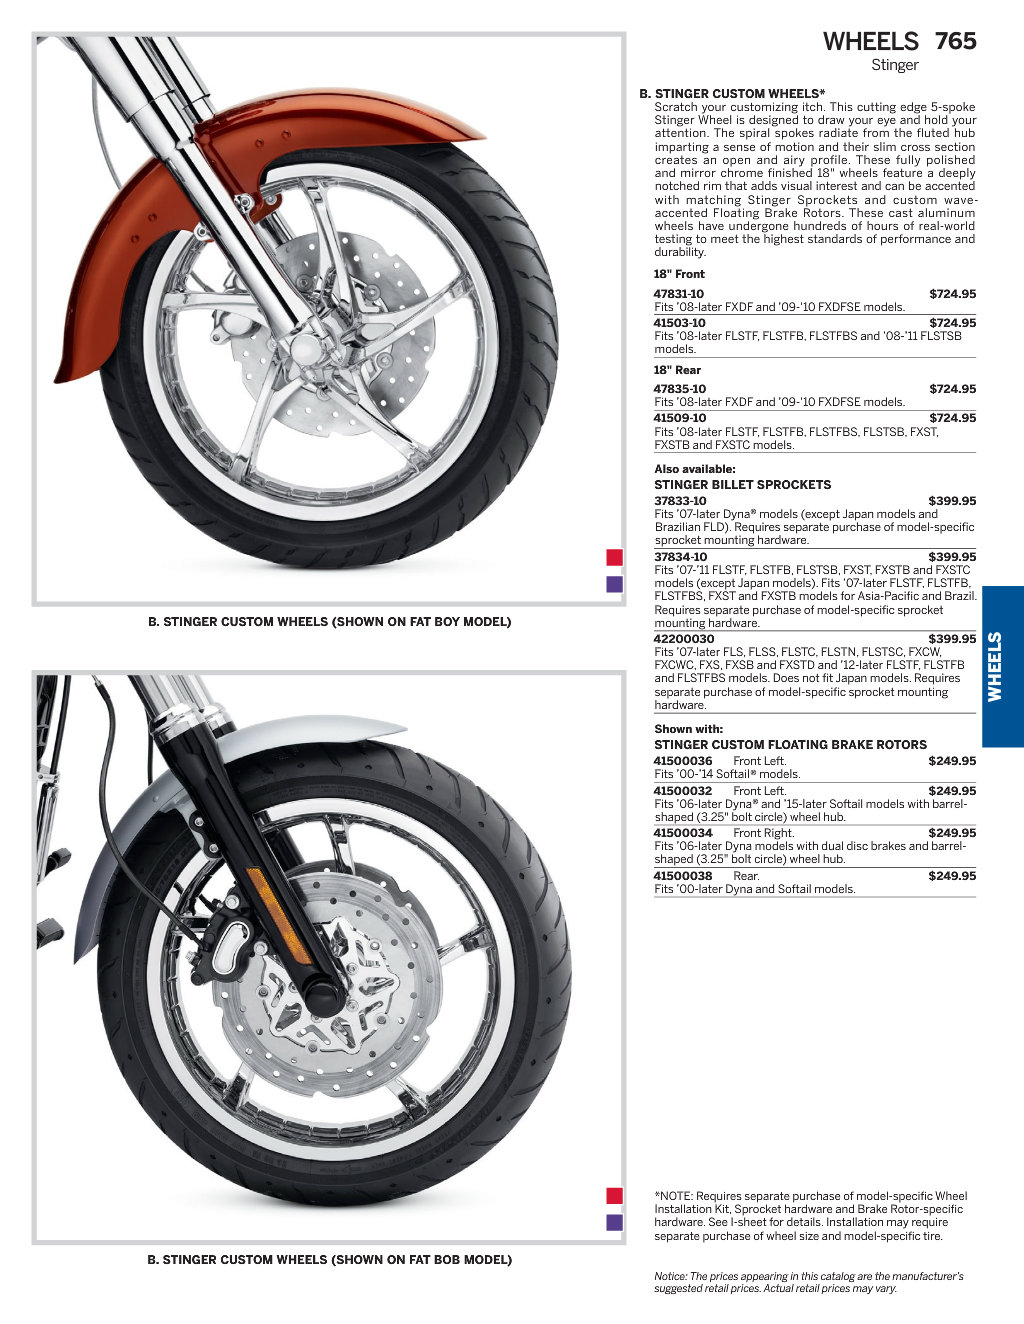 WHEELS 765
Stinger
B. STINGER CUSTOM WHEELS*
Scratch your customizing itch. This cutting edge 5-spoke
Stinger Wheel is designed to draw your eye and hold your
attention. The spiral spokes radiate from the fluted hub
imparting a sense of motion and their slim cross section
creates an open and airy profile. These fully polished
and mirror chrome finished 18" wheels feature a deeply
notched rim that adds visual interest and can be accented
with matching Stinger Sprockets and custom wave-
accented Floating Brake Rotors. These cast aluminum
wheels have undergone hundreds of hours of real-world
testing to meet the highest standards of performance and
durability.
18" Front
47831-10 $724.95
Fits ’08-later FXDF and ’09-’10 FXDFSE models.
41503-10 $724.95
Fits ’08-later FLSTF, FLSTFB, FLSTFBS and ’08-’11 FLSTSB
models.
18" Rear
47835-10 $724.95
Fits ’08-later FXDF and ’09-’10 FXDFSE models.
41509-10 $724.95
Fits ’08-later FLSTF, FLSTFB, FLSTFBS, FLSTSB, FXST,
FXSTB and FXSTC models.
Also available:
STINGER BILLET SPROCKETS
37833-10 $399.95
Fits ’07-later Dyna® models (except Japan models and
Brazilian FLD). Requires separate purchase of model-specific
sprocket mounting hardware.
37834-10 $399.95
Fits ’07-’11 FLSTF, FLSTFB, FLSTSB, FXST, FXSTB and FXSTC
models (except Japan models). Fits ’07-later FLSTF, FLSTFB,
FLSTFBS, FXST and FXSTB models for Asia-Pacific and Brazil.
Requires separate purchase of model-specific sprocket
mounting hardware.
42200030 $399.95
Fits ’07-later FLS, FLSS, FLSTC, FLSTN, FLSTSC, FXCW,
FXCWC, FXS, FXSB and FXSTD and ’12-later FLSTF, FLSTFB
and FLSTFBS models. Does not fit Japan models. Requires
separate purchase of model-specific sprocket mounting
hardware.
Shown with:
STINGER CUSTOM FLOATING BRAKE ROTORS
41500036 Front Left. $249.95
Fits ’00-’14 Softail® models.
41500032 Front Left. $249.95
Fits ’06-later Dyna® and ’15-later Softail models with barrel-
shaped (3.25" bolt circle) wheel hub.
41500034 Front Right. $249.95
Fits ’06-later Dyna models with dual disc brakes and barrel-
shaped (3.25" bolt circle) wheel hub.
41500038 Rear. $249.95
Fits ’00-later Dyna and Softail models.
WHEELS
B. STINGER CUSTOM WHEELS (SHOWN ON FAT BOY MODEL)
B. STINGER CUSTOM WHEELS (SHOWN ON FAT BOB MODEL)
*NOTE: Requires separate purchase of model-specific Wheel
Installation Kit, Sprocket hardware and Brake Rotor-specific
hardware. See I-sheet for details. Installation may require
separate purchase of wheel size and model-specific tire.
Notice: The prices appearing in this catalog are the manufacturer’s
suggested retail prices. Actual retail prices may vary.